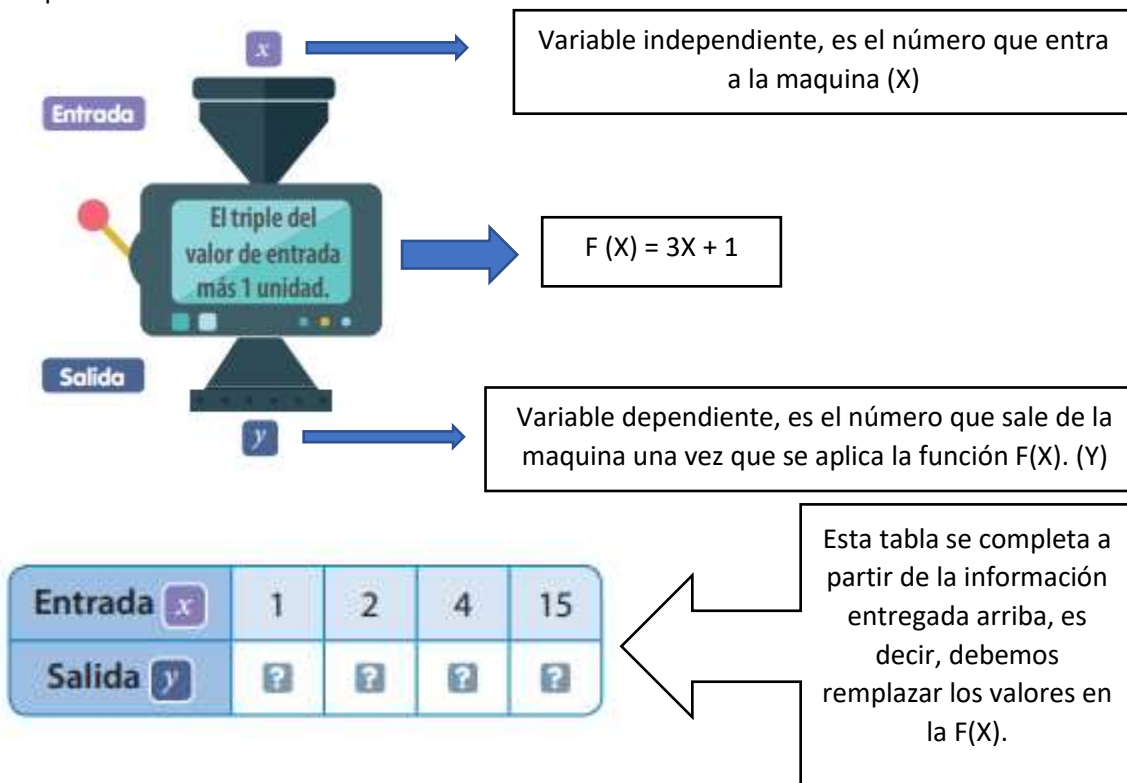 x
Variable independiente, es el número que entra
a la maquina (X)
Entrada
El triple del
valor de entrada
más 1 unidad.
F (X) = 3X + 1
Salida
y
Variable dependiente, es el número que sale de la
maquina una vez que se aplica la función F(X). (Y)
Esta tabla se completa a
partir de la información
entregada arriba, es
decir, debemos
remplazar los valores en
la F(X).
Entrada x 1 2 4 15
Salida y ? ? ? ?